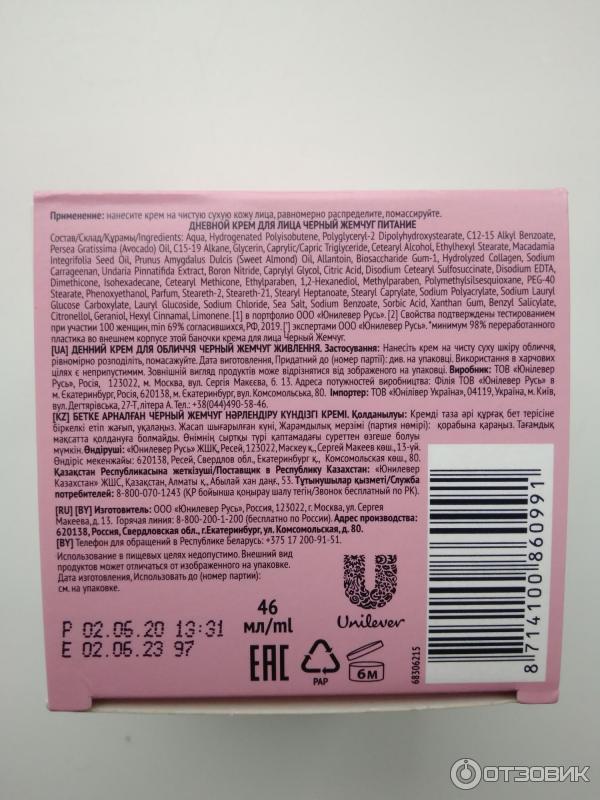 Применение: нанесите крем на чистую сухую кожу лица, равномерно распределите, помассируйте.
ДНЕВНОЙ КРЕМ ДЛЯ ЛИЦА ЧЕРНЫЙ ЖЕМЧУГ ПИТАНИЕ
Состав/Склад/Құрамы/Ingredients: Aqua, Hydrogenated Polyisobutene, Polyglyceryl-2 Dipolyhydroxystearate, C12-15 Alkyl Benzoate,
Persea Gratissima (Avocado) Oil, C15-19 Alkane, Glycerin, Caprylic/Capric Triglyceride, Cetearyl Alcohol, Ethylhexyl Stearate, Macadamia
Integrifolia Seed Oil, Prunus Amygdalus Dulcis (Sweet Almond) Oil, Allantoin, Biosaccharide Gum-1, Hydrolyzed Collagen, Sodium
Carrageenan, Undaria Pinnatifida Extract, Boron Nitride, Caprylyl Glycol, Citric Acid, Disodium Cetearyl Sulfosuccinate, Disodium EDTA,
Dimethicone, Isohexadecane, Cetearyl Methicone, Ethylparaben, 1,2-Hexanediol, Methylparaben, Polymethylsilsesquioxane, PEG-40
Stearate, Phenoxyethanol, Parfum, Steareth-2, Steareth-21, Stearyl Heptanoate, Stearyl Caprylate, Sodium Polyacrylate, Sodium Lauryl
Glucose Carboxylate, Lauryl Glucoside, Sodium Chloride, Sea Salt, Sodium Benzoate, Sorbic Acid, Xanthan Gum, Benzyl Salicylate,
Citronellol, Geraniol, Hexyl Cinnamal, Limonene. [1] в портфолио ООО «Юнилевер Русь». [2] Свойства подтверждены тестированием
при участии 100 женщин, min 69% согласившихся, РФ, 2019. [*] экспертами ООО «Юнилевер Русь». *минимум 98% переработанного
пластика во внешнем корпусе этой баночки крема для лица Черный Жемчуг.
[UA] ДЕННИЙ КРЕМ ДЛЯ ОБЛИЧЧЯ ЧЕРНЫЙ ЖЕМЧУГ ЖИВЛЕННЯ. Застосування: Нанесіть крем на чисту суху шкіру обличчя,
рівномірно розподіліть, помасажуйте. Дата виготовлення, Придатний до (номер партії): див. на упаковці. Використання в харчових
цілях є неприпустимим. Зовнішній вигляд продуктів може відрізнятися від зображеного на упаковці. Виробник: ТОВ «Юнілевер
Русь», Росія, 123022, м. Москва, вул. Сергія Макеєва, б. 13. Адреса потужностей виробництва: Філія ТОВ «Юнілевер Русь» в
м. Екатеринбург, Росія, 620138, м. Екатеринбург, вул. Комсомольська, 80. Імпортер: ТОВ «Юнілівер Україна», 04119, Україна, м. Київ,
вул. Дегтярівська, 27-Т, літера А. Тел.: +38(044)490-58-46.
[KZ] БЕТКЕ АРНАЛҒАН ЧЕРНЫЙ ЖЕМЧУГ НӘРЛЕНДІРУ КҮНДІЗГІ КРЕМІ. Қолданылуы: Кремді таза әрі құрғақ бет терісіне
біркелкі етіп жағып, уқалаңыз. Жасап шығарылған күні, Жарамдылық мерзімі (партия нөмірі): қорабына қараңыз. Тағамдық
мақсатта қолдануға болмайды. Өнімнің сыртқы түрі қаптамадағы суреттен өзгеше болуы
мүмкін. Өндіруші: «Юнилевер Русь» ЖШҚ, Ресей, 123022, Маскеу қ., Сергей Макеев көш., 13-үй.
Өндіріс мекенжайы: 620138, Ресей, Свердлов обл., Екатеринбург қ., Комсомольская көш., 80.
Қазақстан Республикасына жеткізуші/Поставщик в Республику Казахстан: «Юнилевер
Казахстан» ЖШС, Қазақстан, Алматы қ., Абылай хан даң., 53. Тұтынушылар қызметі/Служба
потребителей: 8-800-070-1243 (ҚР бойынша қоңырау шалу тегін/Звонок бесплатный по РК).
[RU] [BY] Изготовитель: ООО «Юнилевер Русь», Россия, 123022, г. Москва, ул. Сергея
Макеева, д. 13. Горячая линия: 8-800-200-1-200 (бесплатно по России). Адрес производства:
620138, Россия, Свердловская обл., г.Екатеринбург, ул. Комсомольская, д. 80.
[BY] Телефон для обращений в Республике Беларусь: +375 17 200-91-51.
Использование в пищевых целях недопустимо. Внешний вид
продуктов может отличаться от изображенного на упаковке.
Дата изготовления, Использовать до (номер партии):
см. на упаковке.
P 02.06.20 13:31
E 02.06.23 97
46
мл/ml
EAC
PAP
6M
Unilever
68306215
8 714100 860991
ОТЗОВИК